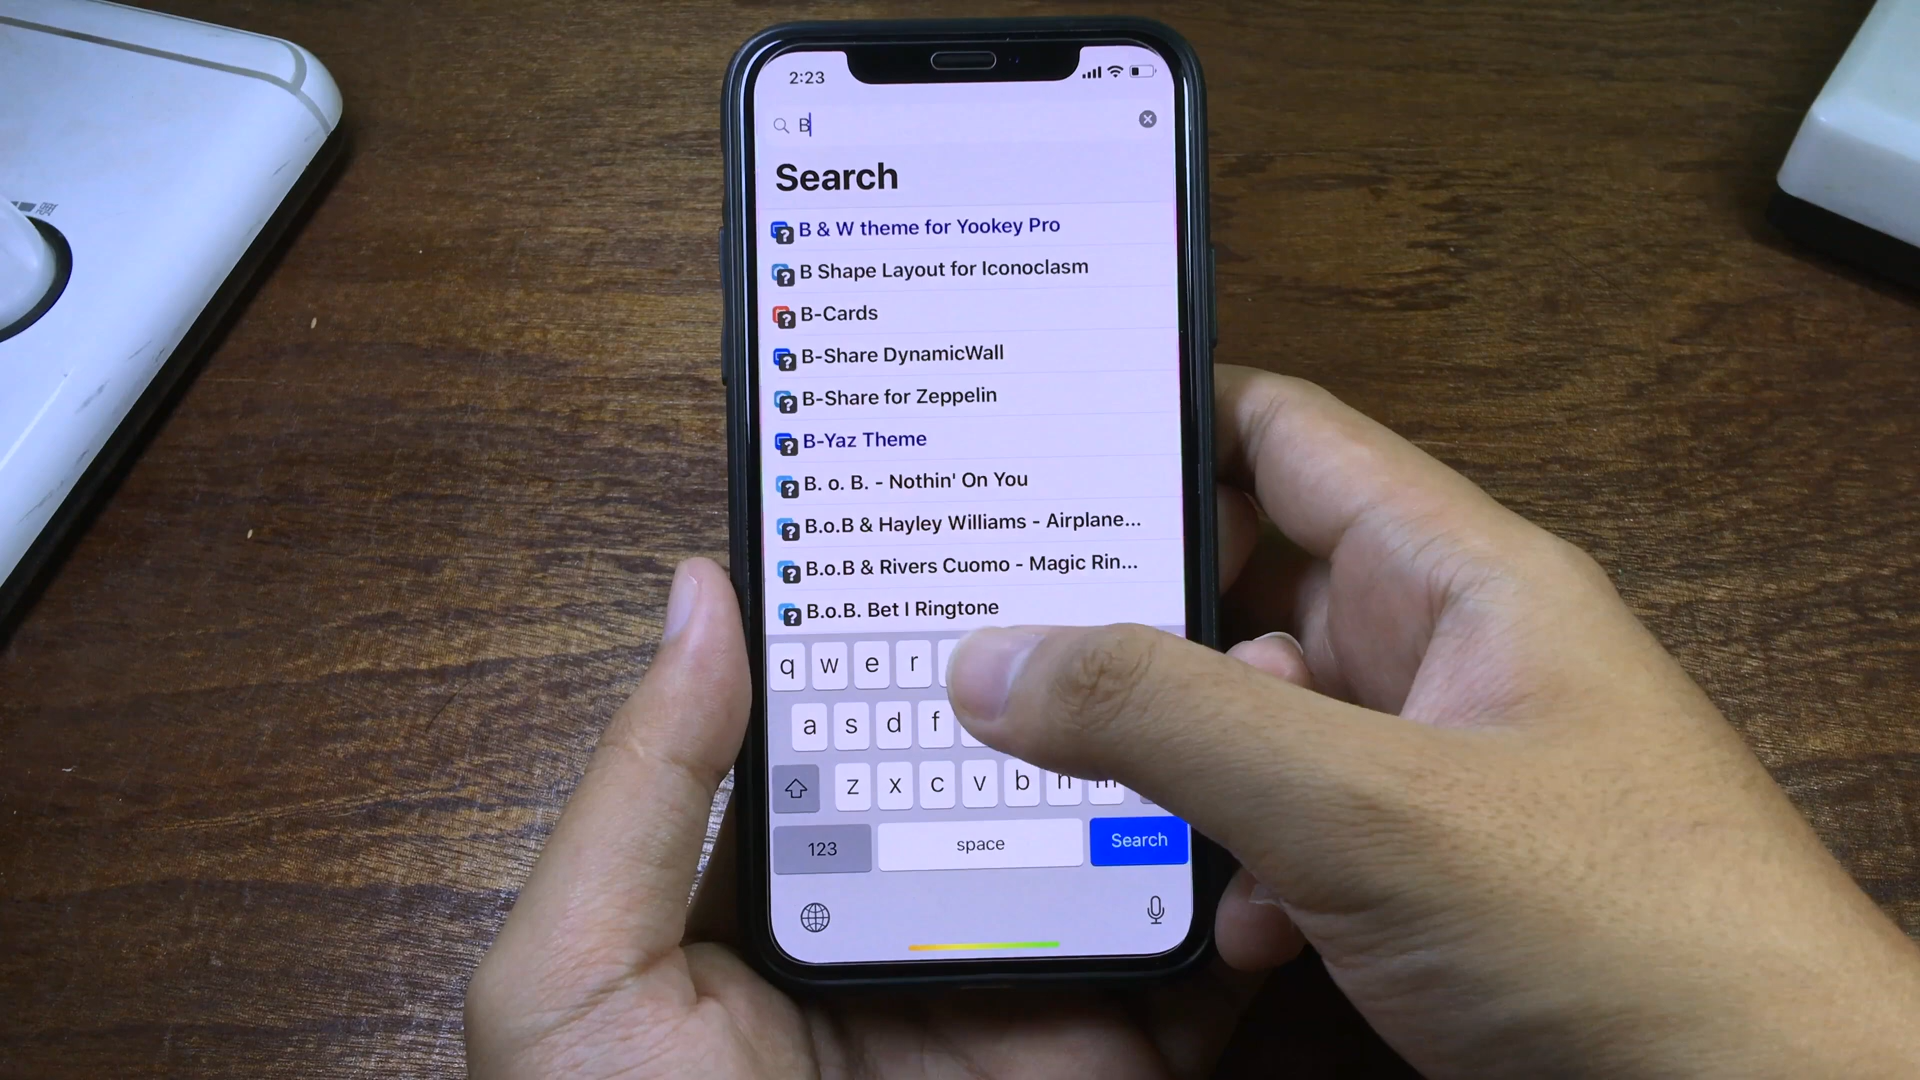 2:23
B
Search
B & W theme for Yookey Pro
B Shape Layout for Iconoclasm
B-Cards
B-Share DynamicWall
B-Share for Zeppelin
B-Yaz Theme
B. o. B. - Nothin' On You
B.o.B & Hayley Williams - Airplane...
B.o.B & Rivers Cuomo - Magic Rin...
B.o.B. Bet I Ringtone
q w e r
a s d f
z x c v b n m
123 space Search